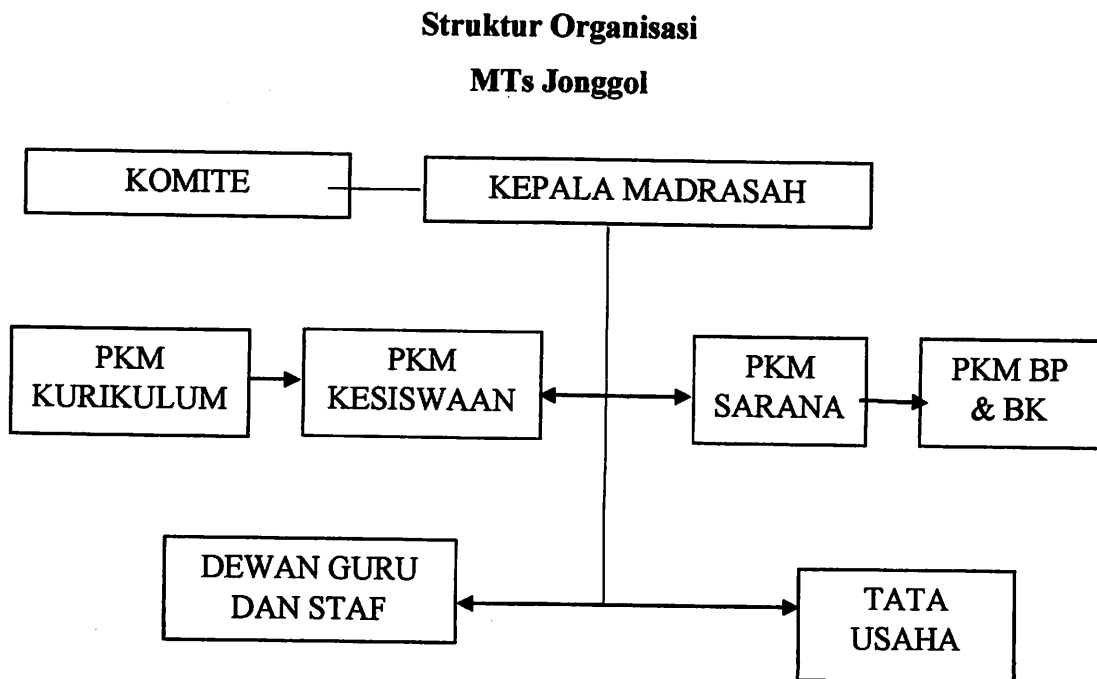 Struktur Organisasi
MTs Jonggol
KOMITE
KEPALA MADRASAH
PKM
KURIKULUM
PKM
KESISWAAN
PKM
SARANA
PKM BP
& BK
DEWAN GURU
DAN STAF
TATA
USAHA